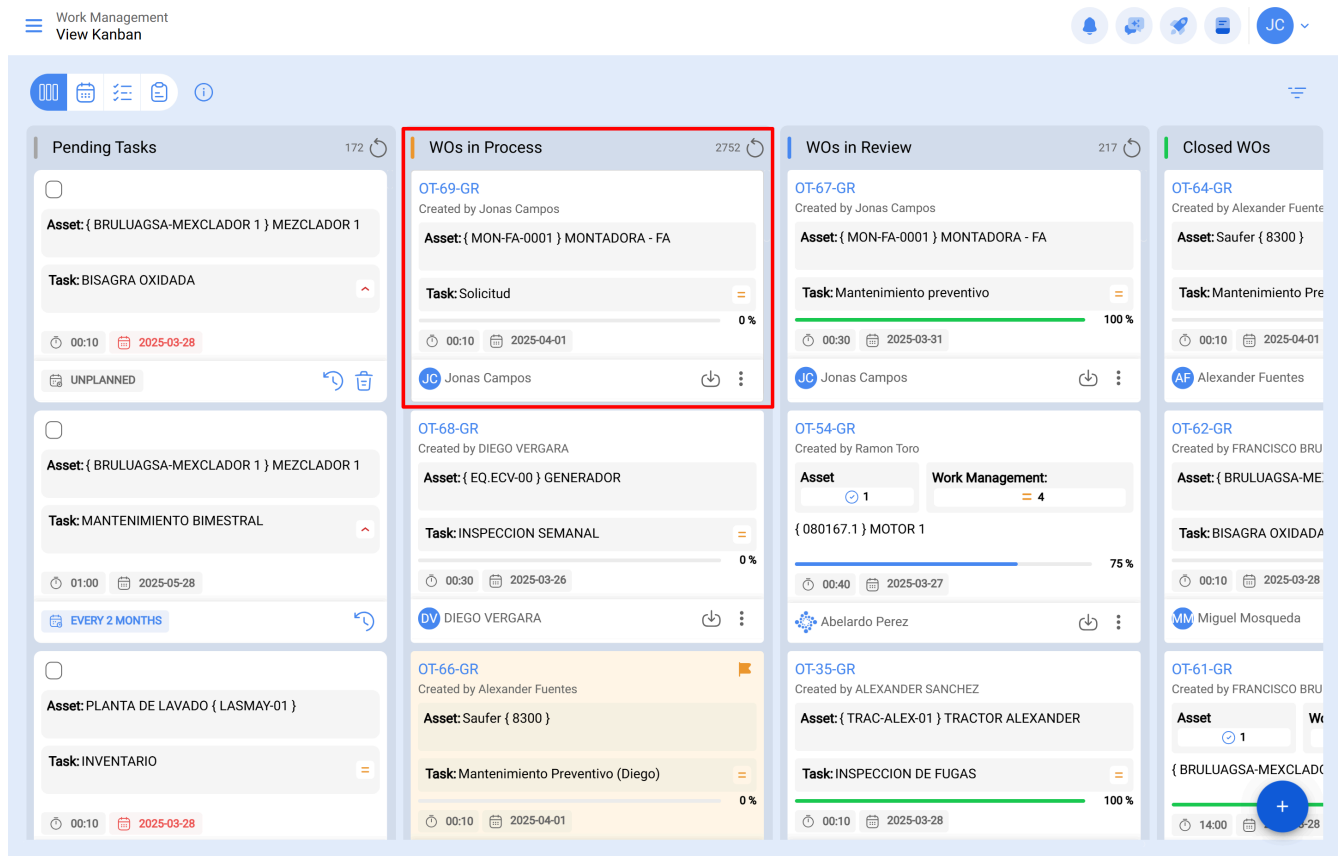 Work Management
View Kanban
JC
Pending Tasks 172
Asset: { BRULUAGSA-MEXCLADOR 1 } MEZCLADOR 1
Task: BISAGRA OXIDADA
00:10 2025-03-28
UNPLANNED
Asset: { BRULUAGSA-MEXCLADOR 1 } MEZCLADOR 1
Task: MANTENIMIENTO BIMESTRAL
01:00 2025-05-28
EVERY 2 MONTHS
Asset: PLANTA DE LAVADO { LASMAY-01 }
Task: INVENTARIO
00:10 2025-03-28
WOs in Process 2752
OT-69-GR
Created by Jonas Campos
Asset: { MON-FA-0001 } MONTADORA - FA
Task: Solicitud
0 %
00:10 2025-04-01
JC Jonas Campos
OT-68-GR
Created by DIEGO VERGARA
Asset: { EQ.ECV-00 } GENERADOR
Task: INSPECCION SEMANAL
0 %
00:30 2025-03-26
DV DIEGO VERGARA
OT-66-GR
Created by Alexander Fuentes
Asset: Saufer { 8300 }
Task: Mantenimiento Preventivo (Diego)
0 %
00:10 2025-04-01
WOs in Review 217
OT-67-GR
Created by Jonas Campos
Asset: { MON-FA-0001 } MONTADORA - FA
Task: Mantenimiento preventivo
100 %
00:30 2025-03-31
JC Jonas Campos
OT-54-GR
Created by Ramon Toro
Asset Work Management:
1 4
{ 080167.1 } MOTOR 1
75 %
00:40 2025-03-27
Abelardo Perez
OT-35-GR
Created by ALEXANDER SANCHEZ
Asset: { TRAC-ALEX-01 } TRACTOR ALEXANDER
Task: INSPECCION DE FUGAS
100 %
00:10 2025-03-28
Closed WOs
OT-64-GR
Created by Alexander Fuente
Asset: Saufer { 8300 }
Task: Mantenimiento Pre
00:10 2025-04-01
AF Alexander Fuentes
OT-62-GR
Created by FRANCISCO BRU
Asset: { BRULUAGSA-ME
Task: BISAGRA OXIDADA
00:10 2025-03-28
MM Miguel Mosqueda
OT-61-GR
Created by FRANCISCO BRU
Asset
1
{ BRULUAGSA-MEXCLAD
14:00 -28